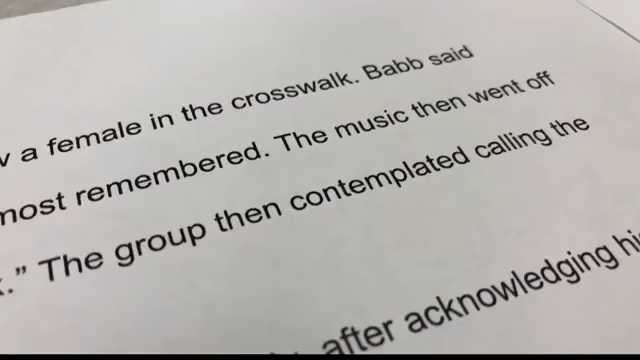 a female in the crosswalk. Babb said
most remembered. The music then went off
.” The group then contemplated calling the
after acknowledging